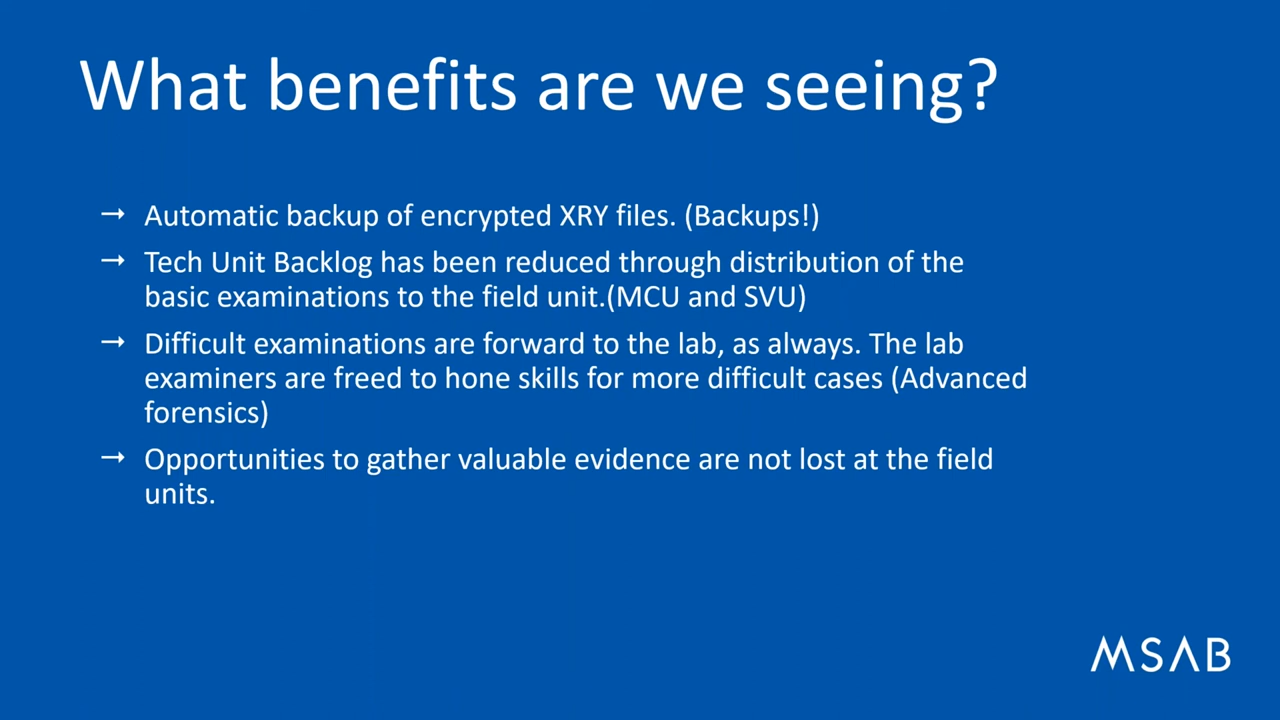 What benefits are we seeing?
→ Automatic backup of encrypted XRY files. (Backups!)
→ Tech Unit Backlog has been reduced through distribution of the
basic examinations to the field unit.(MCU and SVU)
→ Difficult examinations are forward to the lab, as always. The lab
examiners are freed to hone skills for more difficult cases (Advanced
forensics)
→ Opportunities to gather valuable evidence are not lost at the field
units.
MSAB